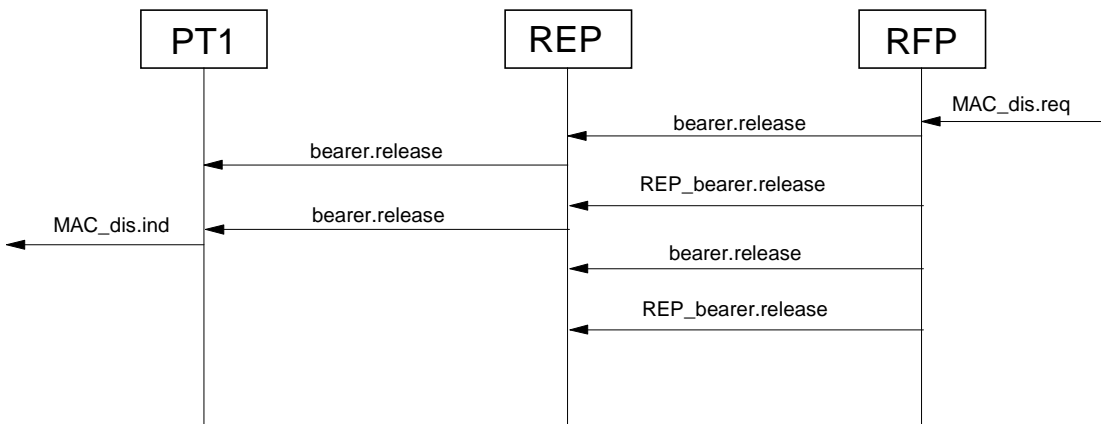 PT1
REP
RFP
MAC_dis.req
bearer.release
bearer.release
REP_bearer.release
bearer.release
MAC_dis.ind
bearer.release
REP_bearer.release